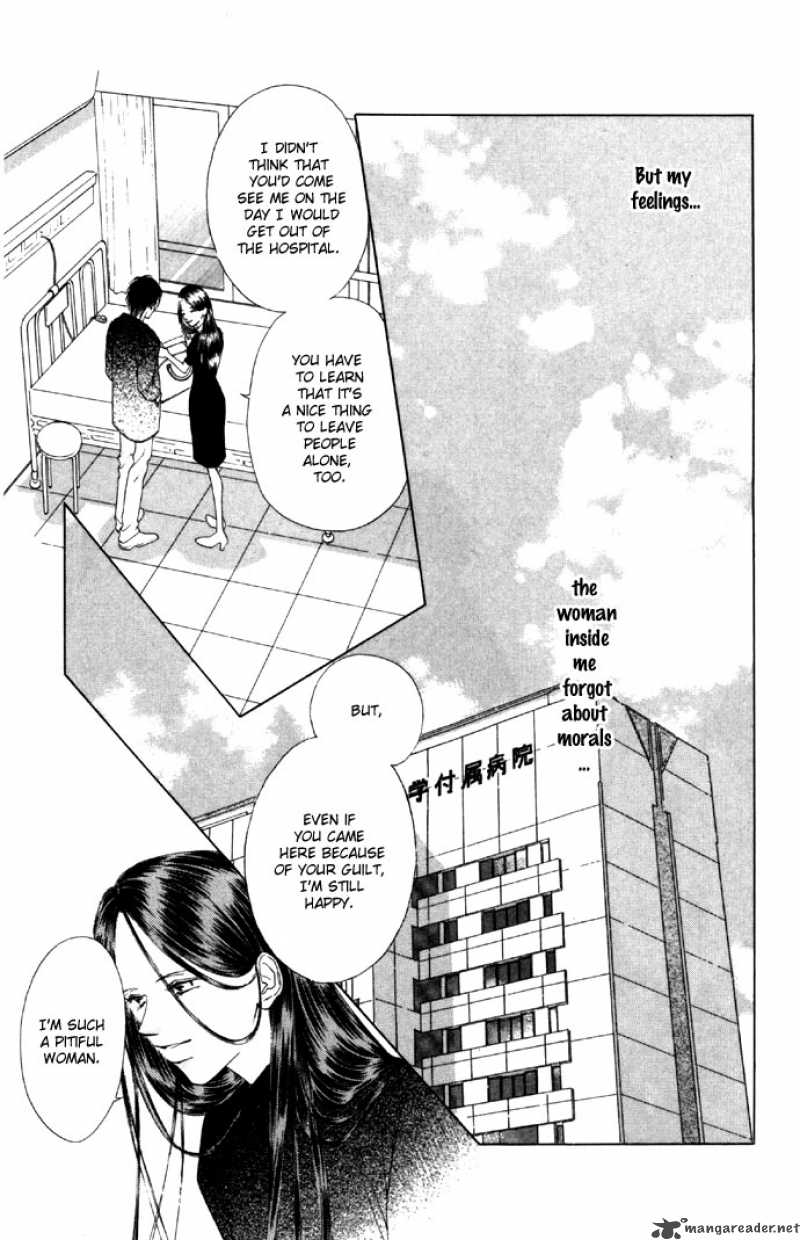 But my
feelings...
I DIDN'T
THINK THAT
YOU'D COME
SEE ME ON THE
DAY I WOULD
GET OUT OF
THE HOSPITAL.
YOU HAVE
TO LEARN
THAT IT'S
A NICE THING
TO LEAVE
PEOPLE
ALONE,
TOO.
the
woman
inside
me
forgot
about
morals
...
学付属病院
BUT,
EVEN IF
YOU CAME
HERE BECAUSE
OF YOUR GUILT,
I'M STILL
HAPPY.
I'M SUCH
A PITIFUL
WOMAN.
mangareader.net